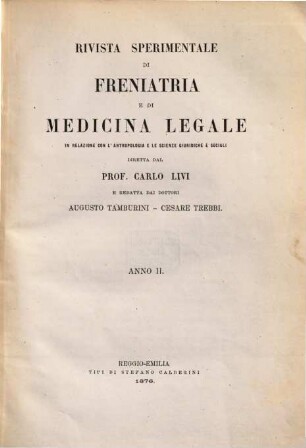 RIVISTA SPERIMENTALE
DI
FRENIATRIA
E DI
MEDICINA LEGALE
IN RELAZIONE CON L'ANTROPOLOGIA E LE SCIENZE GIURIDICHE E SOCIALI
DIRETTA DAL
PROF. CARLO LIVI
E REDATTA DAI DOTTORI
AUGUSTO TAMBURINI - CESARE TREBBI.
ANNO II.
REGGIO-EMILIA
TIPI DI STEFANO CALDERINI
1876.